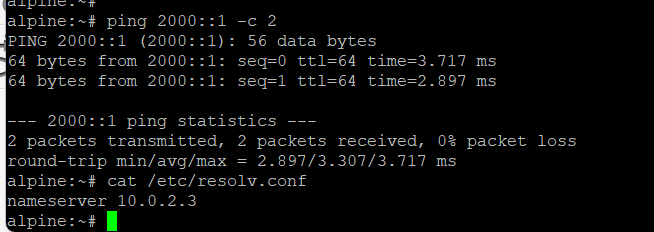 alpine:~#
alpine:~# ping 2000::1 -c 2
PING 2000::1 (2000::1): 56 data bytes
64 bytes from 2000::1: seq=0 ttl=64 time=3.717 ms
64 bytes from 2000::1: seq=1 ttl=64 time=2.897 ms
--- 2000::1 ping statistics ---
2 packets transmitted, 2 packets received, 0% packet loss
round-trip min/avg/max = 2.897/3.307/3.717 ms
alpine:~# cat /etc/resolv.conf
nameserver 10.0.2.3
alpine:~#